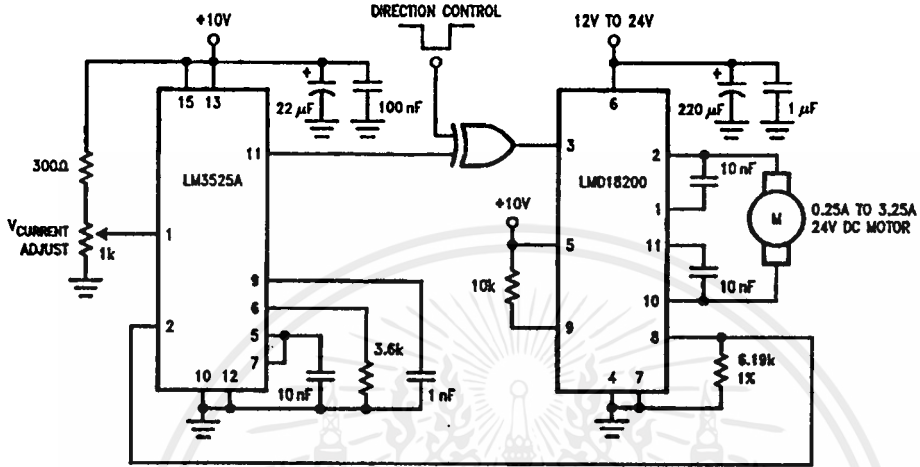 DIRECTION CONTROL
+10V
12V TO 24V
15 13
22 µF
100 nF
6
220 µF
1 µF
+
+
300Ω
11
LM3525A
3
LMD18200
2
10 nF
1
VCURRENT
ADJUST
1k
1
+10V
5
M
0.25A TO 3.25A
24V DC MOTOR
11
10 nF
10
9
10k
6
9
2
3.6k
5
7
8
6.19k
1%
10 12
10 nF
1 nF
4 7